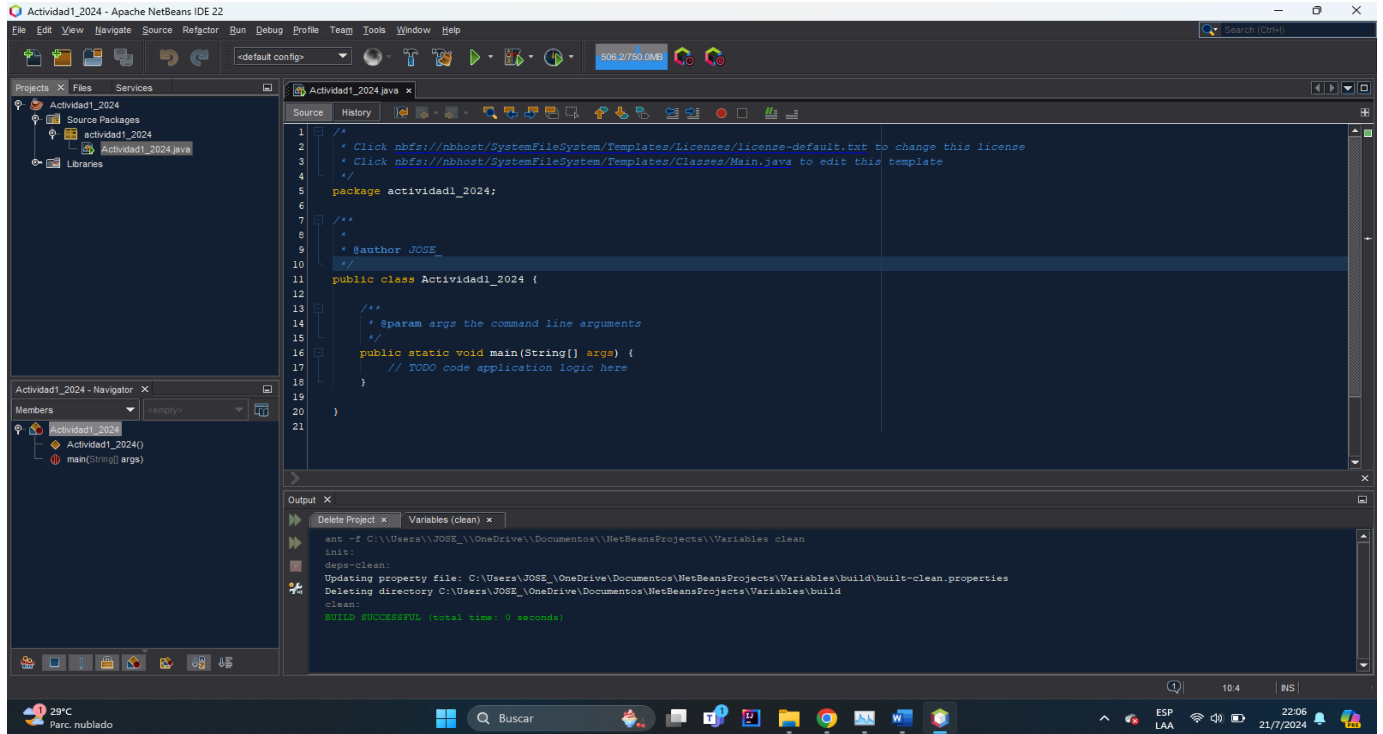 Actividad1_2024 - Apache NetBeans IDE 22
File Edit View Navigate Source Refactor Run Debug Profile Team Tools Window Help
Search (Ctrl+I)
<default config>
506.2/750.0MB
Projects Files Services
Actividad1_2024
Source Packages
actividad1_2024
Actividad1_2024.java
Libraries
Actividad1_2024.java
Source History
1 /*
2 * Click nbfs://nbhost/SystemFileSystem/Templates/Licenses/license-default.txt to change this license
3 * Click nbfs://nbhost/SystemFileSystem/Templates/Classes/Main.java to edit this template
4 */
5 package actividad1_2024;
6
7 /**
8 *
9 * @author JOSE_
10 */
11 public class Actividad1_2024 {
12
13 /**
14 * @param args the command line arguments
15 */
16 public static void main(String[] args) {
17 // TODO code application logic here
18 }
19
20 }
21
Actividad1_2024 - Navigator
Members
<empty>
Actividad1_2024
Actividad1_2024()
main(String[] args)
Output
Delete Project Variables (clean)
ant -f C:\\Users\\JOSE_\\OneDrive\\Documentos\\NetBeansProjects\\Variables clean
init:
deps-clean:
Updating property file: C:\Users\JOSE_\OneDrive\Documentos\NetBeansProjects\Variables\build\built-clean.properties
Deleting directory C:\Users\JOSE_\OneDrive\Documentos\NetBeansProjects\Variables\build
clean:
BUILD SUCCESSFUL (total time: 0 seconds)
1 10:4 INS
1
29°C
Parc. nublado
Buscar
1
ESP
LAA
22:06
21/7/2024
PRE